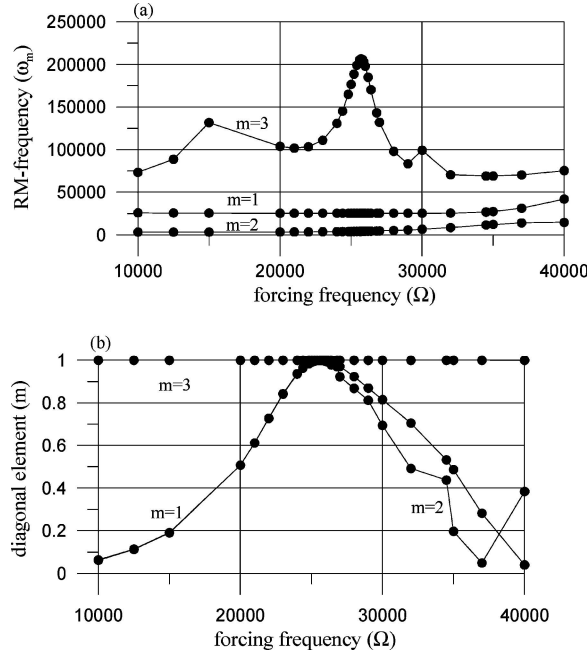 (a)
250000
200000
150000
100000
50000
0
RM-frequency (ωm)
m=3
m=1
m=2
10000 20000 30000 40000
forcing frequency (Ω)
(b)
1
0.8
0.6
0.4
0.2
0
diagonal element (m)
m=3
m=1
m=2
10000 20000 30000 40000
forcing frequency (Ω)